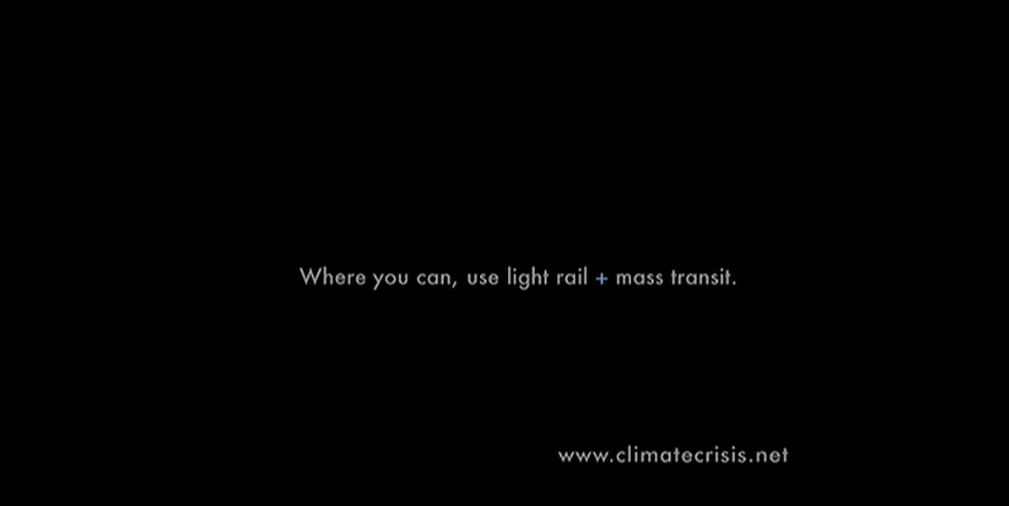 Where you can, use light rail + mass transit.
www.climatecrisis.net